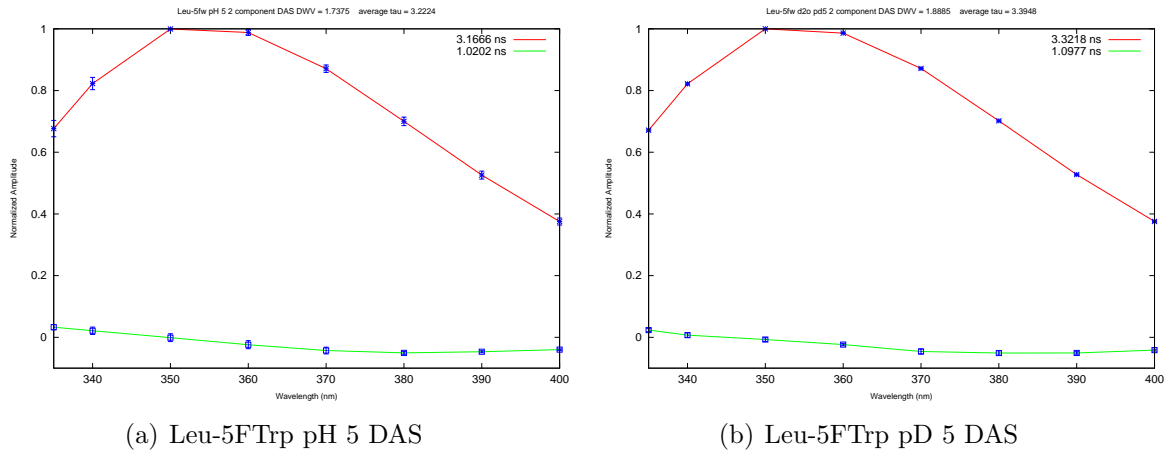 Leu-5fw pH 5 2 component DAS DWV = 1.7375 average tau = 3.2224
3.1666 ns
1.0202 ns
1
0.8
0.6
0.4
0.2
0
Normalized Amplitude
340 350 360 370 380 390 400
Wavelength (nm)
(a) Leu-5FTrp pH 5 DAS
Leu-5fw d2o pd5 2 component DAS DWV = 1.8885 average tau = 3.3948
3.3218 ns
1.0977 ns
1
0.8
0.6
0.4
0.2
0
Normalized Amplitude
340 350 360 370 380 390 400
Wavelength (nm)
(b) Leu-5FTrp pD 5 DAS